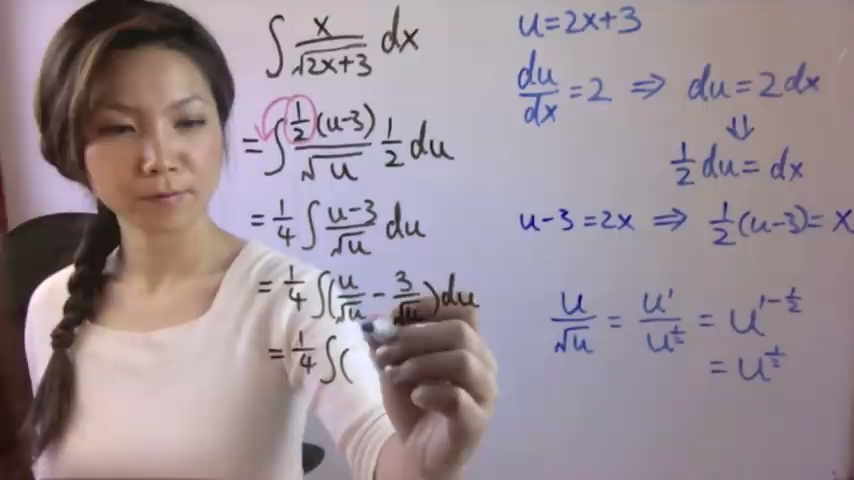 ∫ x/√(2x+3) dx
= ∫ ½(u-3)/√u ½ du
= ¼ ∫ (u-3)/√u du
= ¼ ∫ (u/√u - 3/√u) du
= ¼ ∫ (
u = 2x+3
du/dx = 2 ⇒ du = 2dx
⇓
½ du = dx
u-3 = 2x ⇒ ½(u-3) = x
u/√u = u¹/u^½ = u^(1-½)
= u^½